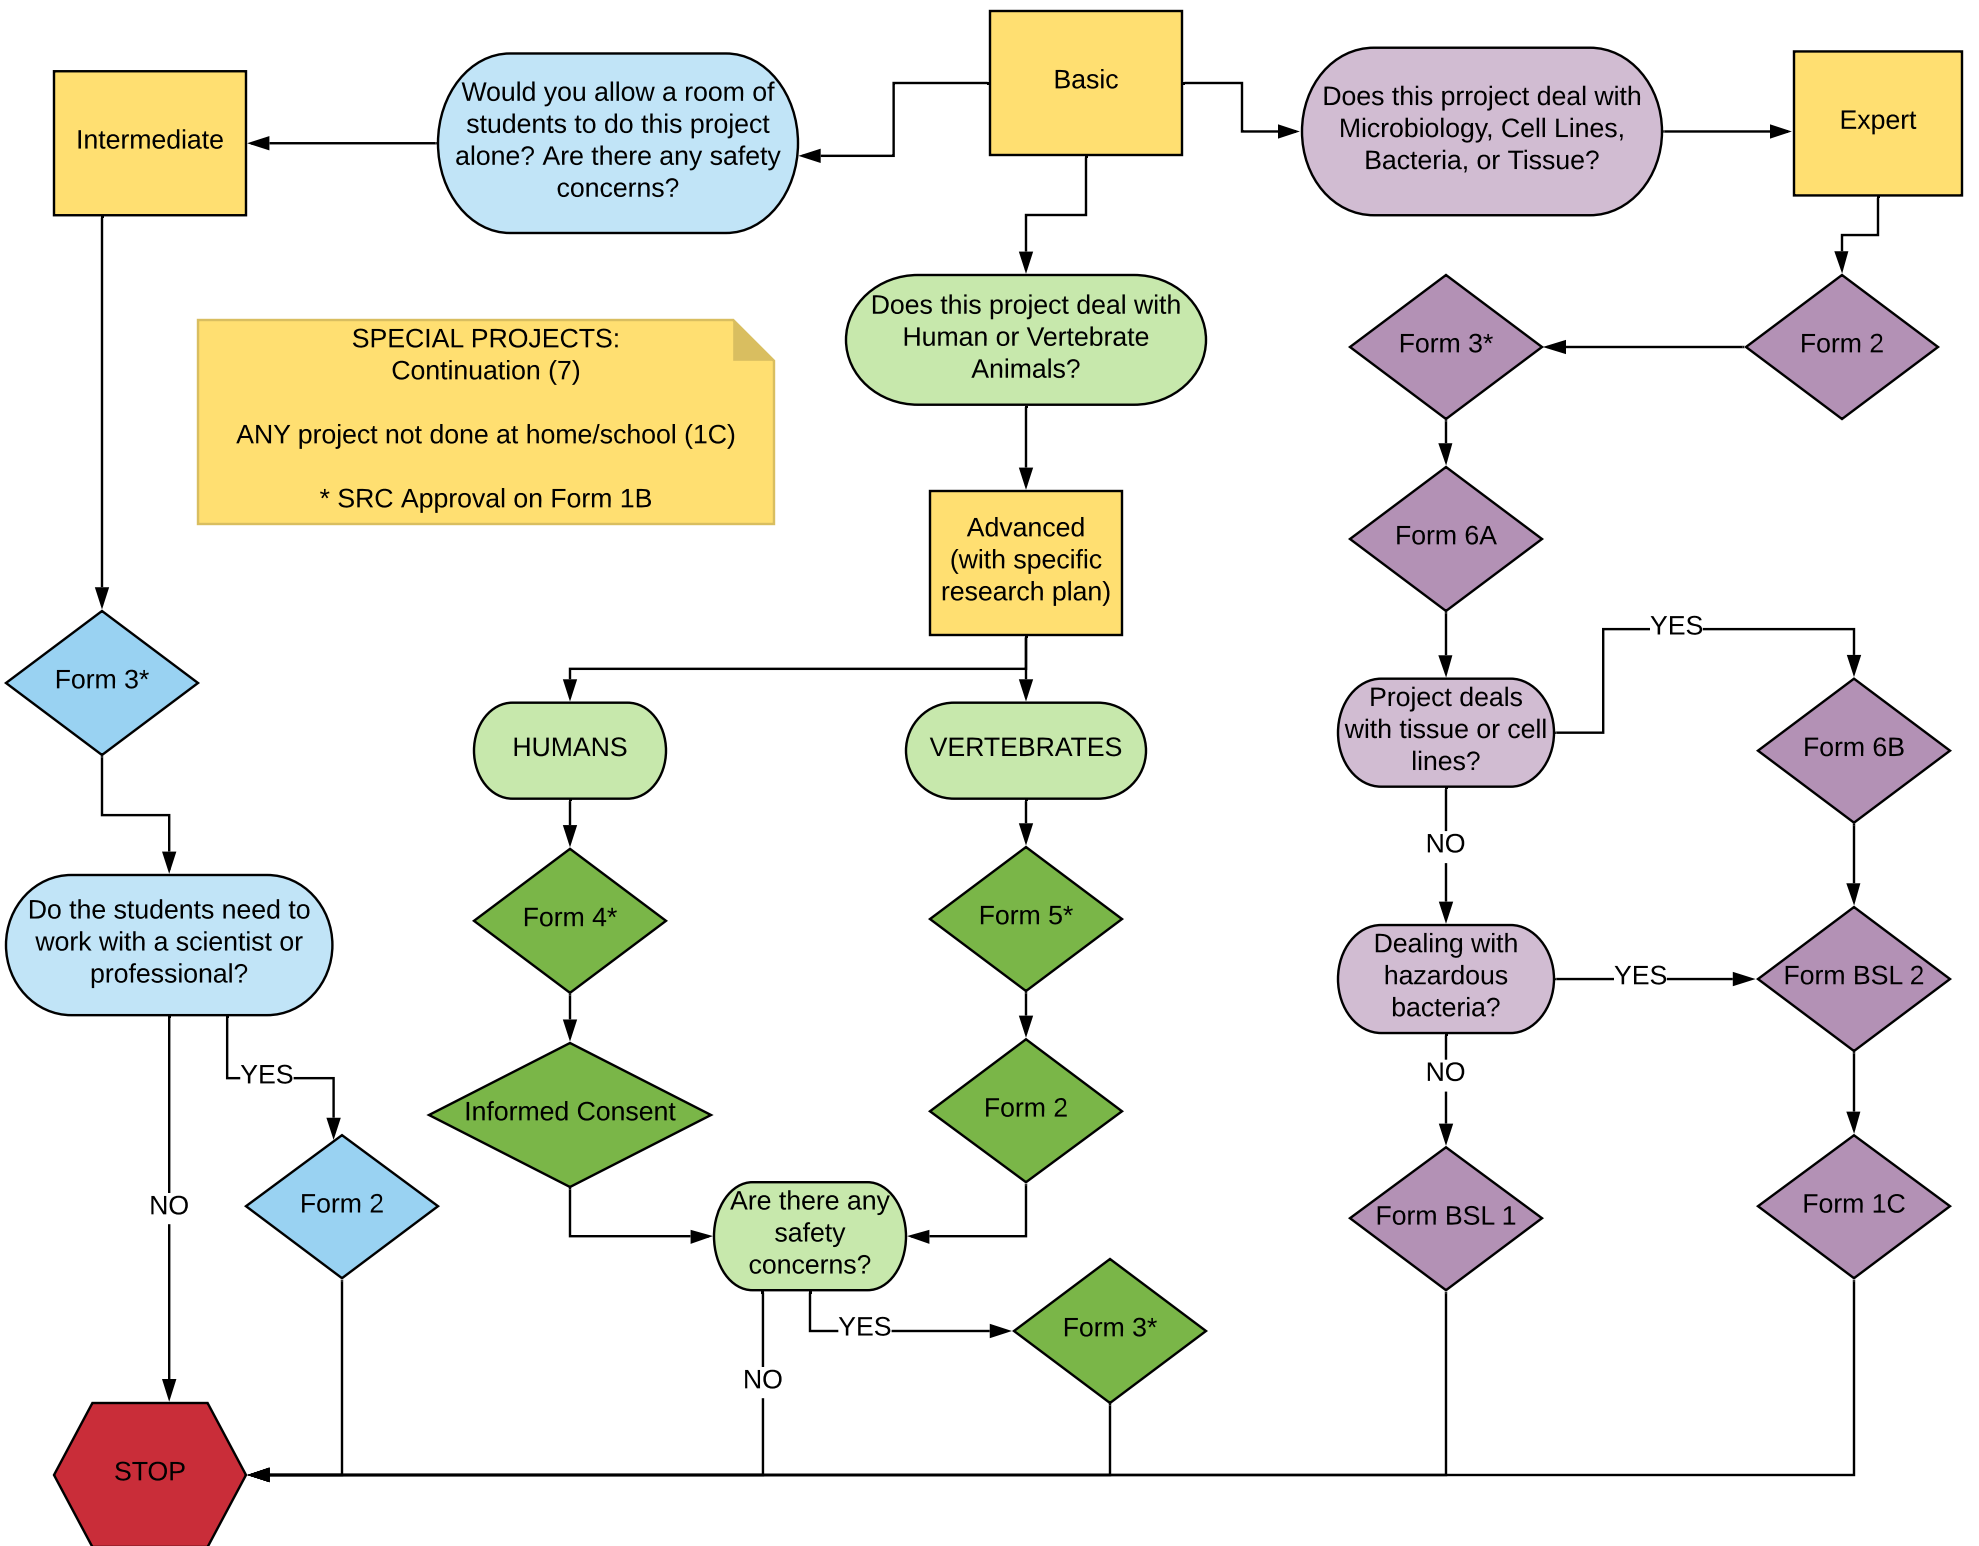 Basic
Would you allow a room of
students to do this project
alone? Are there any safety
concerns?
Does this prroject deal with
Microbiology, Cell Lines,
Bacteria, or Tissue?
Intermediate
Expert
Does this project deal with
Human or Vertebrate
Animals?
SPECIAL PROJECTS:
Continuation (7)
ANY project not done at home/school (1C)
* SRC Approval on Form 1B
Form 3*
Form 2
Advanced
(with specific
research plan)
Form 6A
YES
Form 3*
HUMANS
VERTEBRATES
Project deals
with tissue or cell
lines?
Form 6B
NO
Do the students need to
work with a scientist or
professional?
Form 4*
Form 5*
Dealing with
hazardous
bacteria?
YES
Form BSL 2
YES
NO
Informed Consent
Form 2
NO
Form 2
Are there any
safety
concerns?
Form BSL 1
Form 1C
YES
Form 3*
NO
STOP